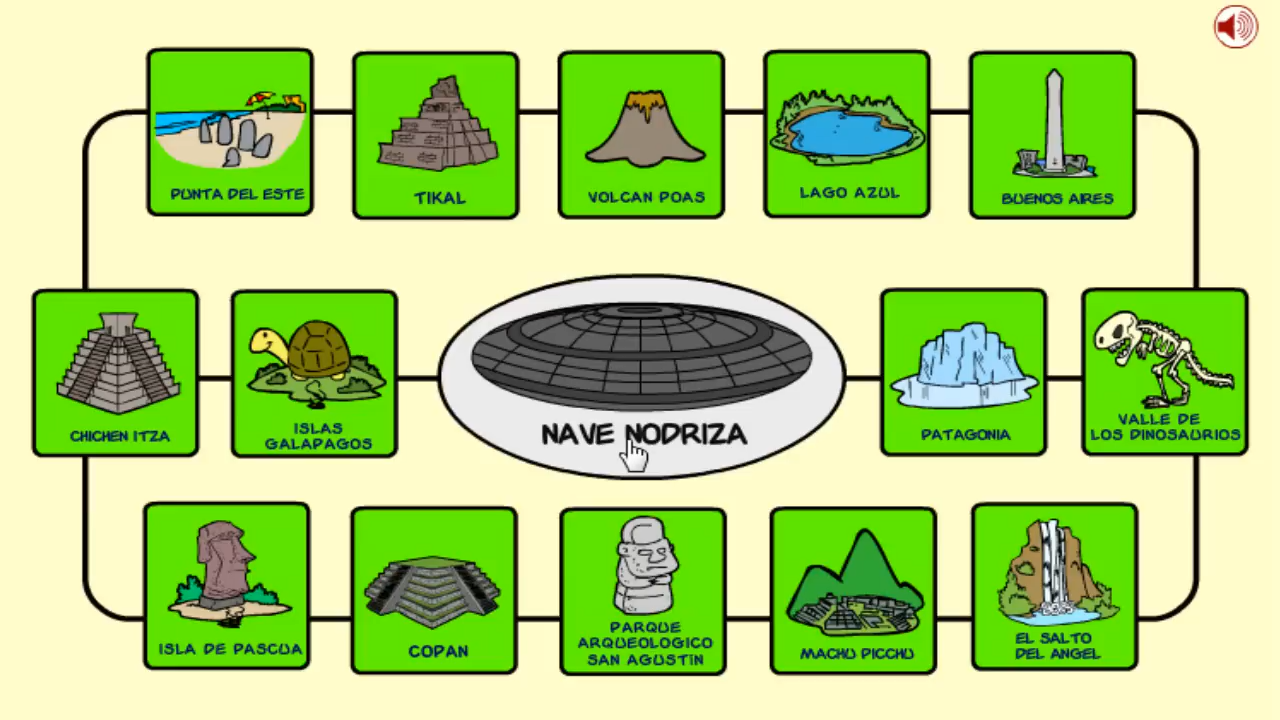 PUNTA DEL ESTE
TIKAL
VOLCAN POAS
LAGO AZUL
BUENOS AIRES
CHICHEN ITZA
ISLAS
GALAPAGOS
NAVE NODRIZA
PATAGONIA
VALLE DE
LOS DINOSAURIOS
ISLA DE PASCUA
COPAN
PARQUE
ARQUEOLOGICO
SAN AGUSTIN
MACHU PICCHU
EL SALTO
DEL ANGEL